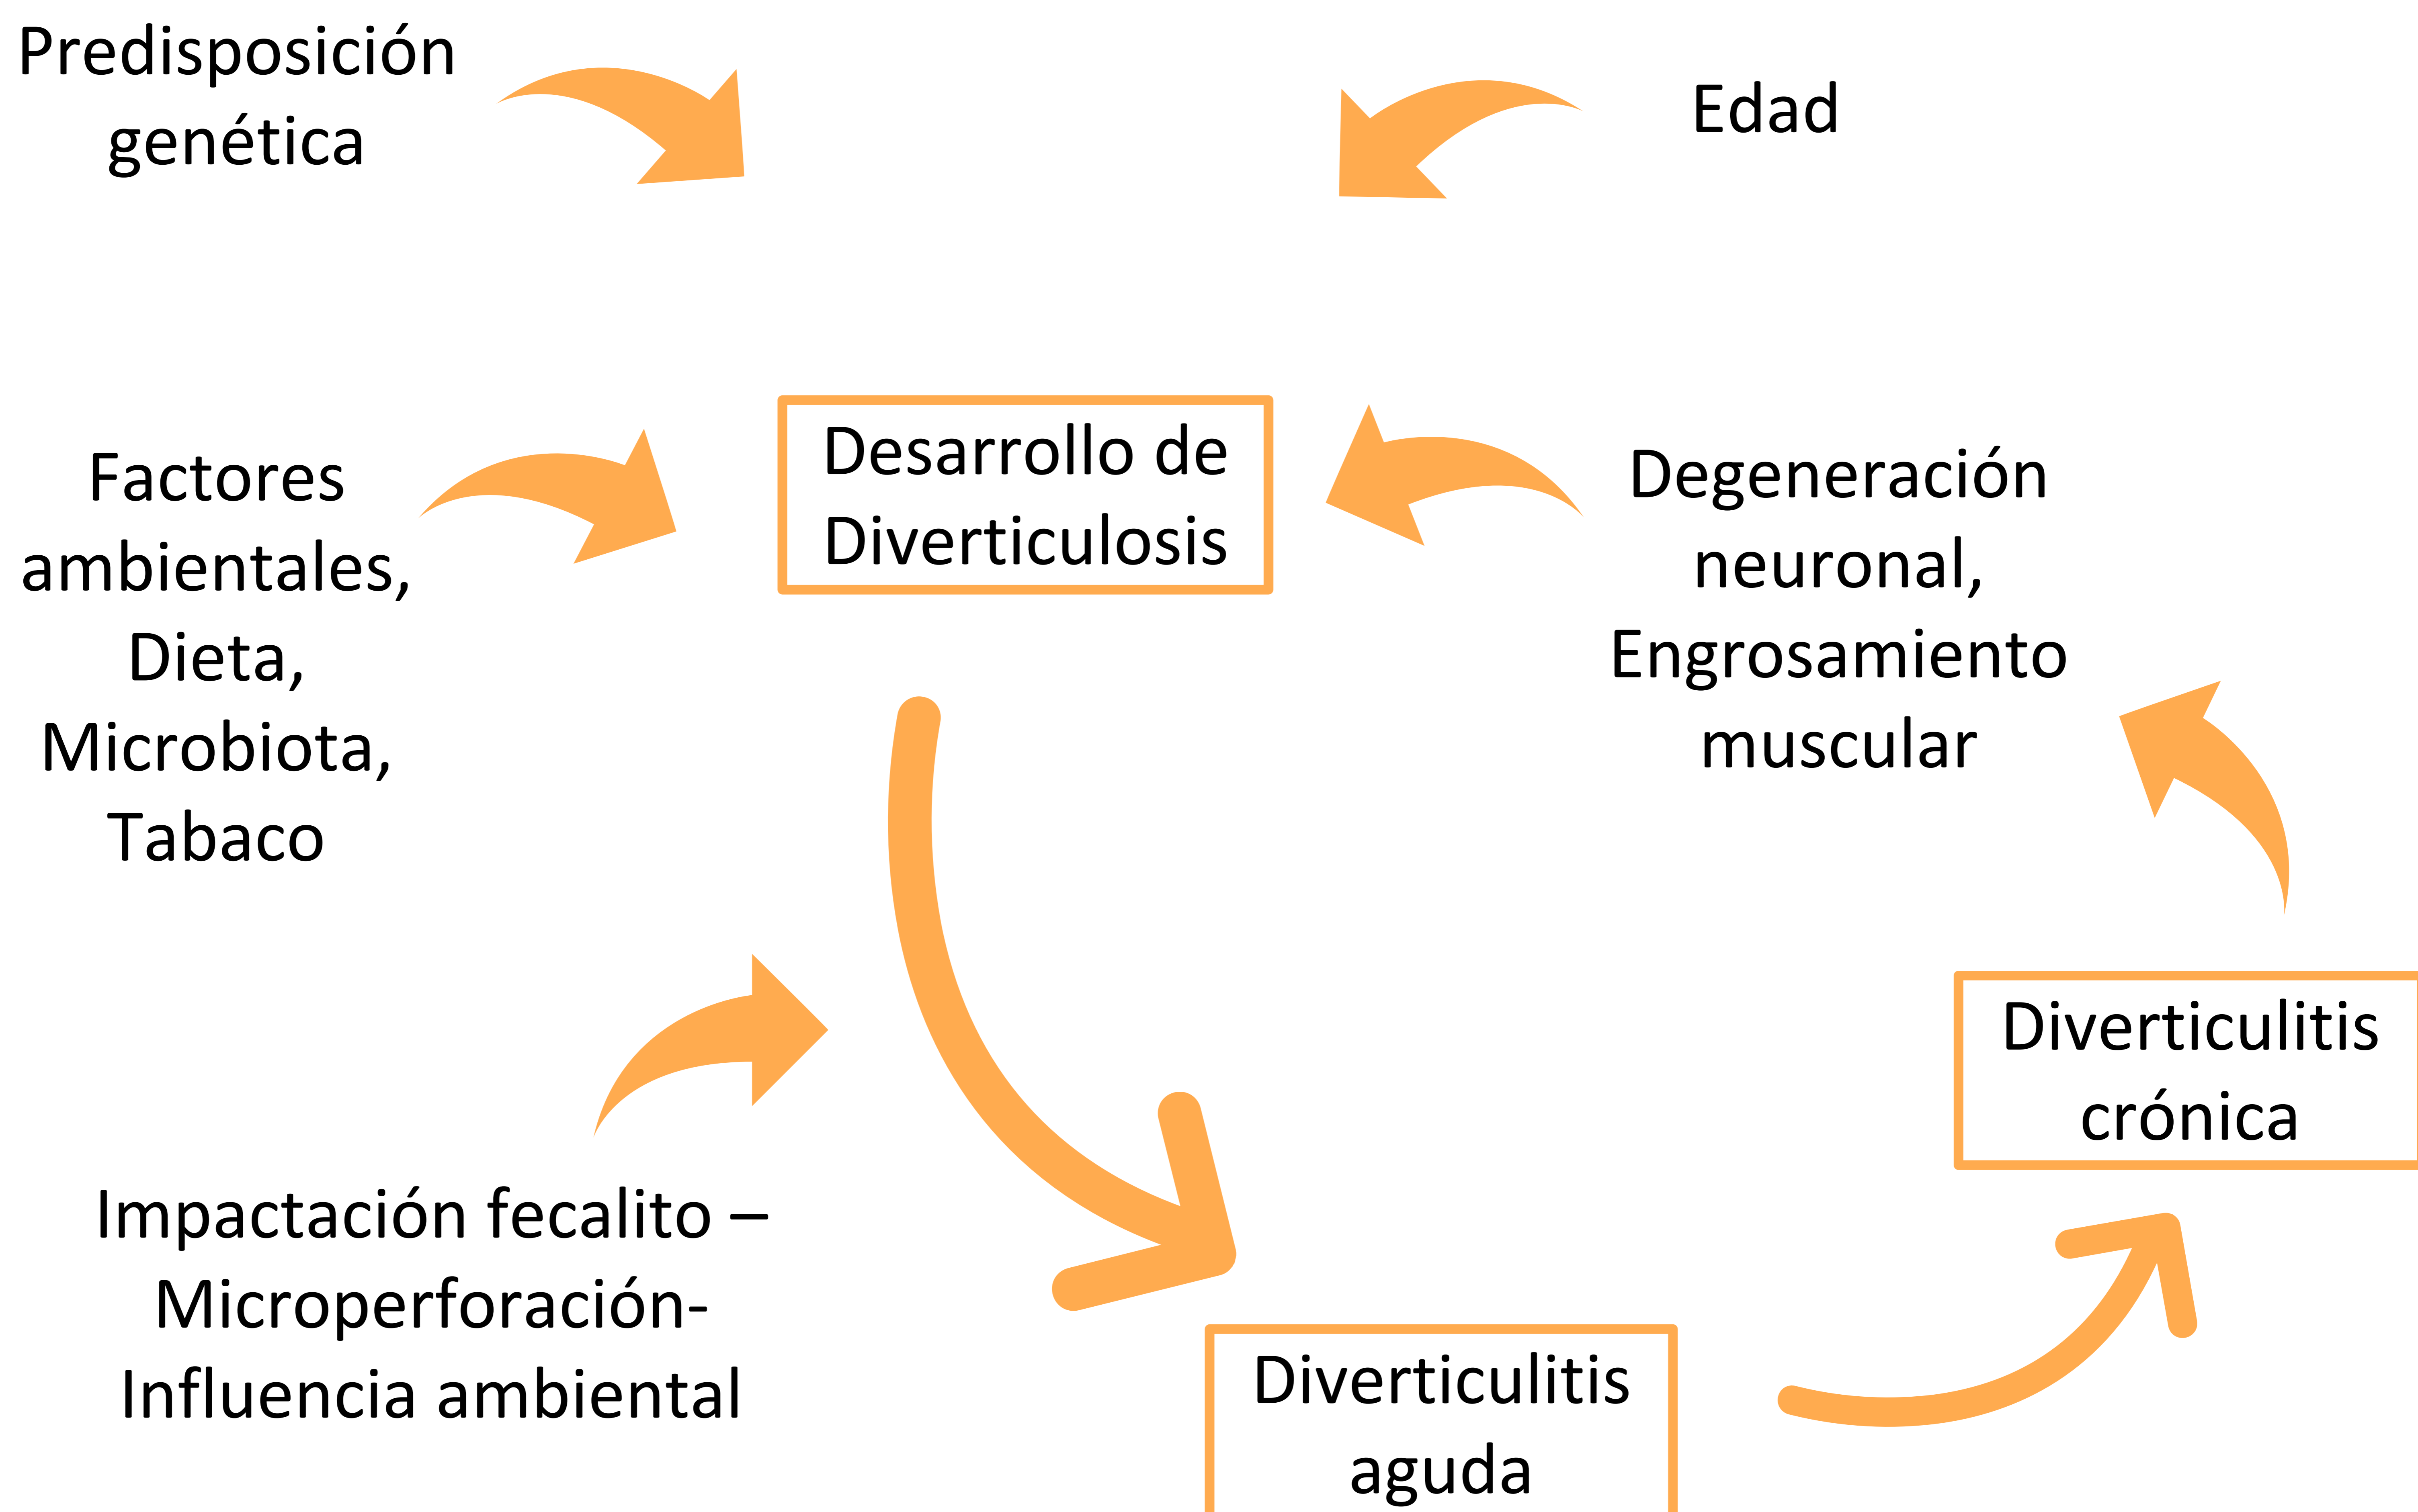 Predisposición
genética
Edad
Factores
ambientales,
Dieta,
Microbiota,
Tabaco
Desarrollo de
Diverticulosis
Degeneración
neuronal,
Engrosamiento
muscular
Impactación fecalito –
Microperforación-
Influencia ambiental
Diverticulitis
aguda
Diverticulitis
crónica